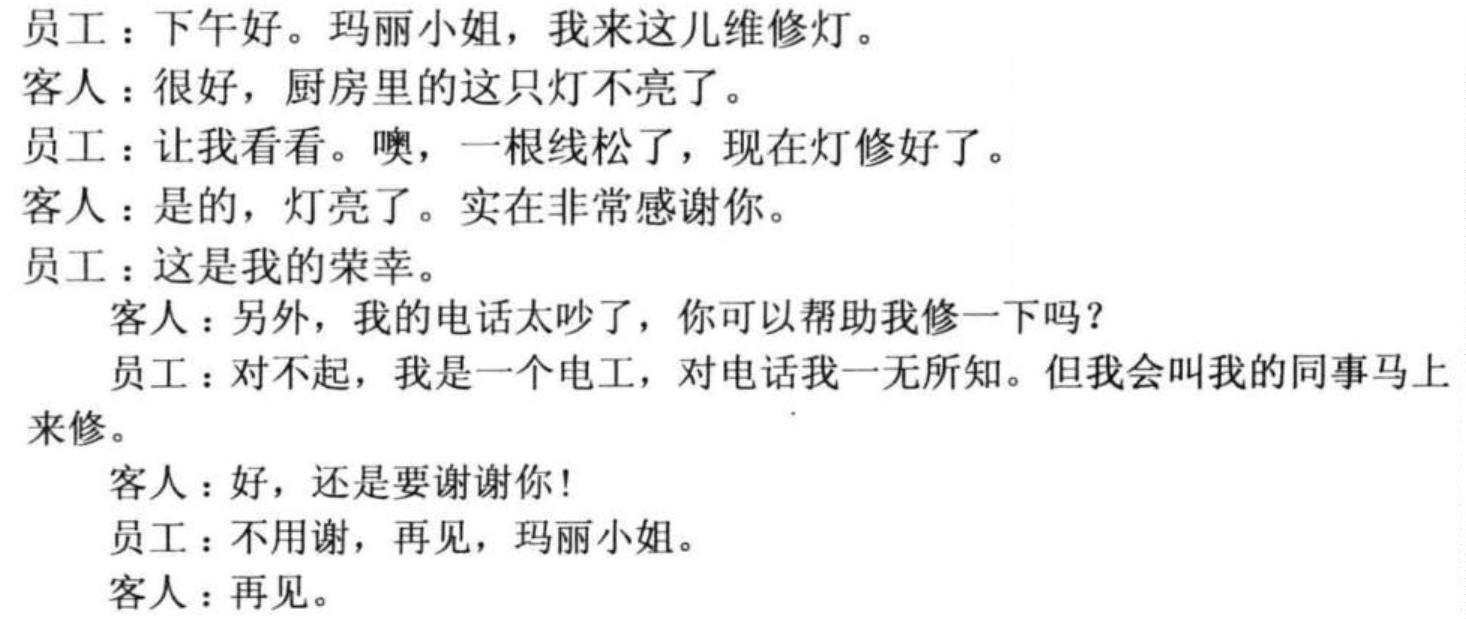 员工：下午好。玛丽小姐，我来这儿维修灯。
客人：很好，厨房里的这只灯不亮了。
员工：让我看看。噢，一根线松了，现在灯修好了。
客人：是的，灯亮了。实在非常感谢你。
员工：这是我的荣幸。
客人：另外，我的电话太吵了，你可以帮助我修一下吗？
员工：对不起，我是一个电工，对电话我一无所知。但我会叫我的同事马上
来修。
客人：好，还是要谢谢你！
员工：不用谢，再见，玛丽小姐。
客人：再见。